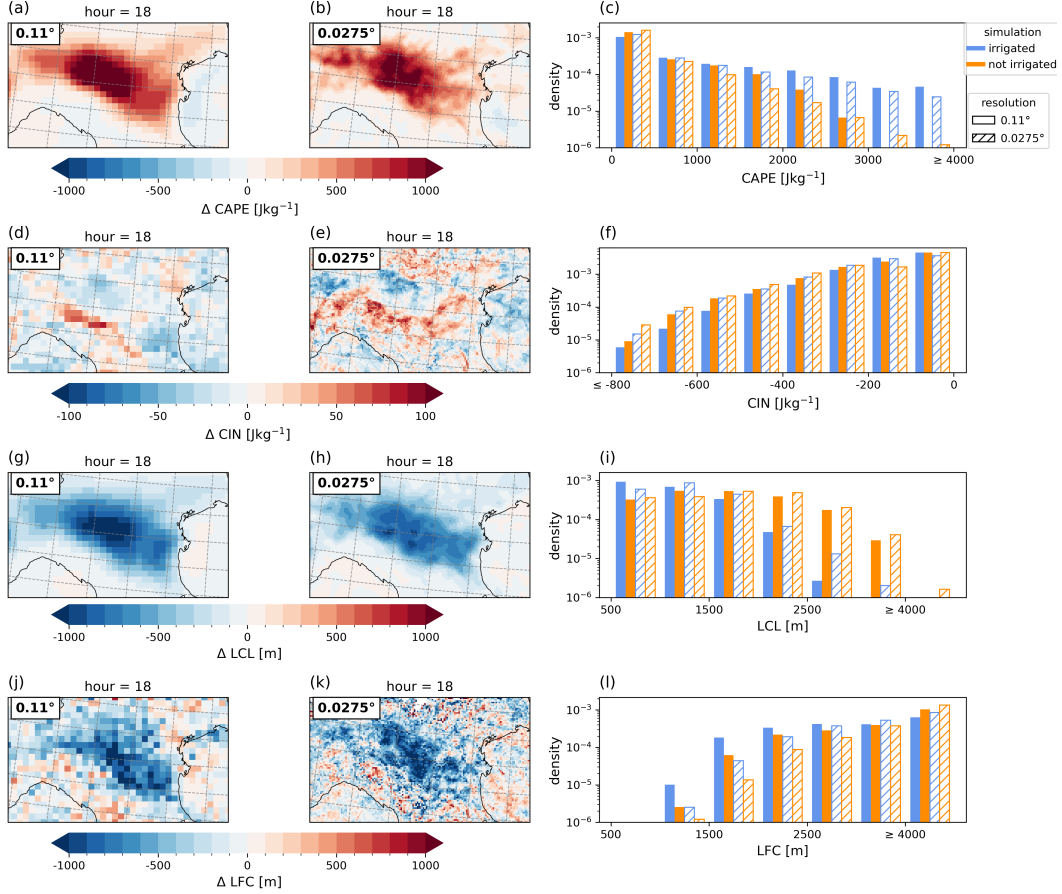 (a)
hour = 18
0.11°
(b)
hour = 18
0.0275°
-1000 -500 0 500 1000
Δ CAPE [Jkg⁻¹]
(c)
10⁻³
10⁻⁴
10⁻⁵
10⁻⁶
density
0 1000 2000 3000 ≥ 4000
CAPE [Jkg⁻¹]
simulation
irrigated
not irrigated
resolution
0.11°
0.0275°
(d)
hour = 18
0.11°
(e)
hour = 18
0.0275°
-100 -50 0 50 100
Δ CIN [Jkg⁻¹]
(f)
10⁻³
10⁻⁴
10⁻⁵
10⁻⁶
density
≤ -800 -600 -400 -200 0
CIN [Jkg⁻¹]
(g)
hour = 18
0.11°
(h)
hour = 18
0.0275°
-1000 -500 0 500 1000
Δ LCL [m]
(i)
10⁻³
10⁻⁴
10⁻⁵
10⁻⁶
density
500 1500 2500 ≥ 4000
LCL [m]
(j)
hour = 18
0.11°
(k)
hour = 18
0.0275°
-1000 -500 0 500 1000
Δ LFC [m]
(l)
10⁻³
10⁻⁴
10⁻⁵
10⁻⁶
density
500 1500 2500 ≥ 4000
LFC [m]